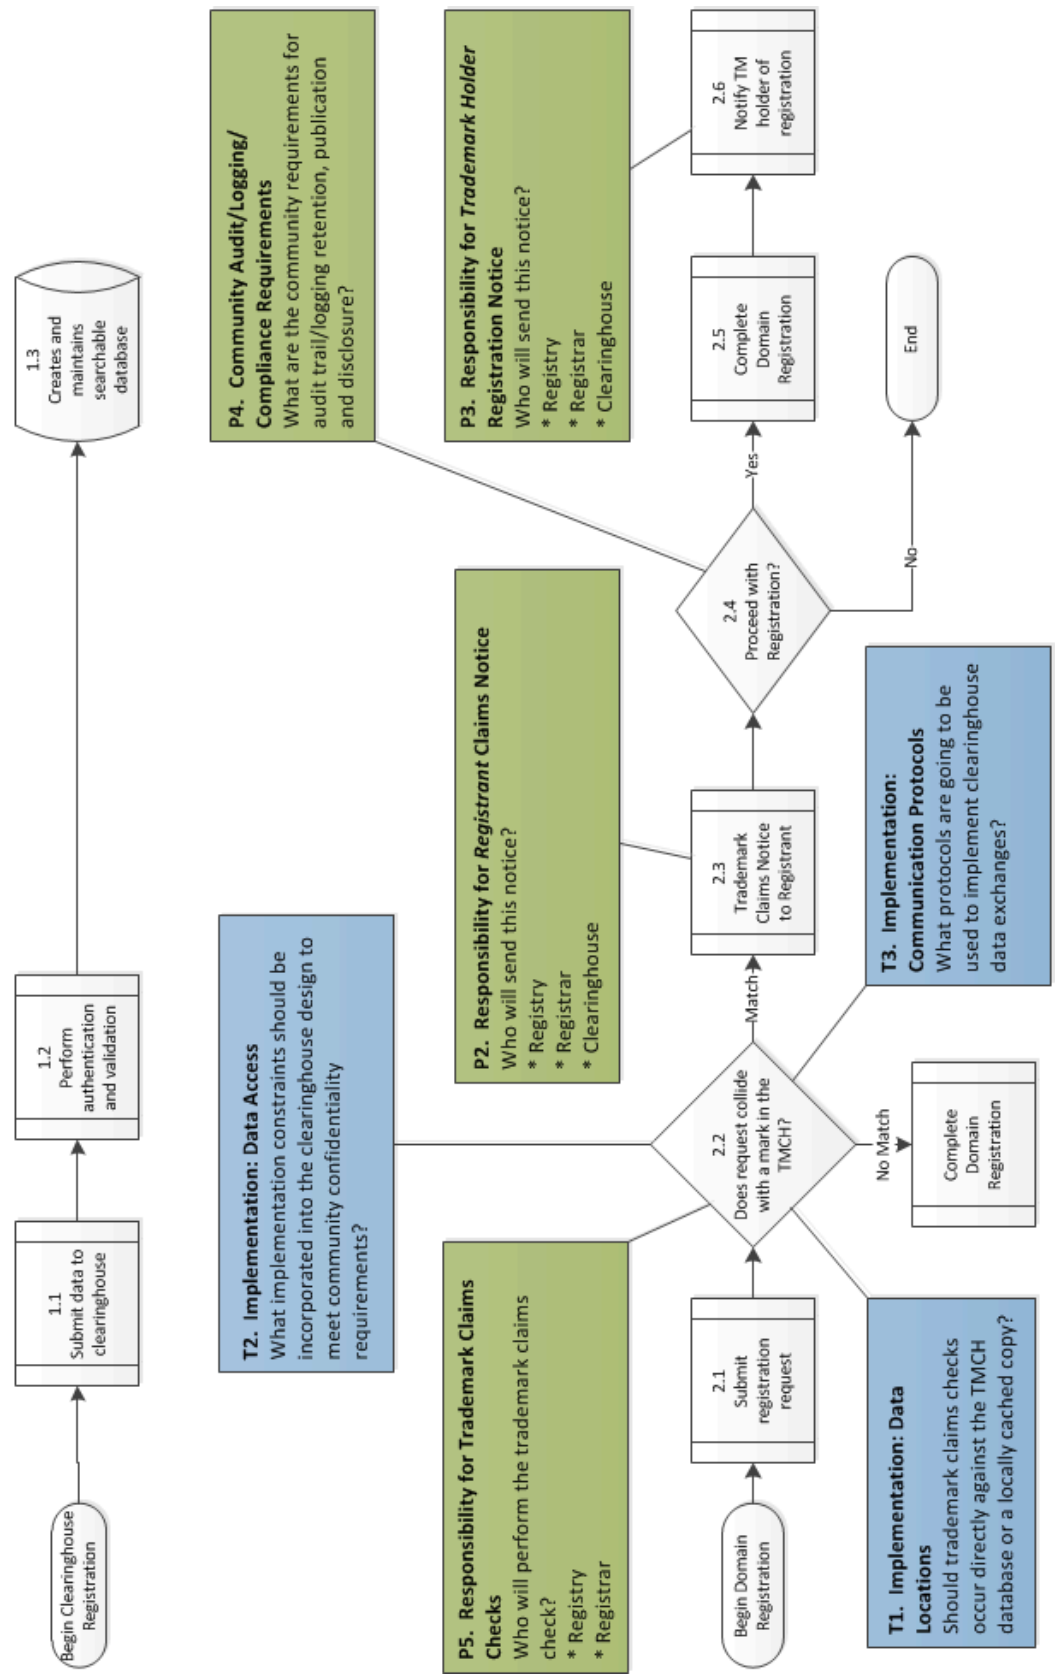 Begin Clearinghouse
Registration
1.1
Submit data to
clearinghouse
1.2
Perform
authentication
and validation
1.3
Creates and
maintains
searchable
database
T2. Implementation: Data Access
What implementation constraints should be
incorporated into the clearinghouse design to
meet community confidentiality
requirements?
P4. Community Audit/Logging/
Compliance Requirements
What are the community requirements for
audit trail/logging retention, publication
and disclosure?
P5. Responsibility for Trademark Claims
Checks
Who will perform the trademark claims
check?
* Registry
* Registrar
P2. Responsibility for Registrant Claims Notice
Who will send this notice?
* Registry
* Registrar
* Clearinghouse
P3. Responsibility for Trademark Holder
Registration Notice
Who will send this notice?
* Registry
* Registrar
* Clearinghouse
Begin Domain
Registration
2.1
Submit
registration
request
2.2
Does request collide
with a mark in the
TMCH?
Match
2.3
Trademark
Claims Notice
to Registrant
2.4
Proceed with
Registration?
Yes
2.5
Complete
Domain
Registration
2.6
Notify TM
holder of
registration
No Match
Complete
Domain
Registration
No
End
T1. Implementation: Data
Locations
Should trademark claims checks
occur directly against the TMCH
database or a locally cached copy?
T3. Implementation:
Communication Protocols
What protocols are going to be
used to implement clearinghouse
data exchanges?